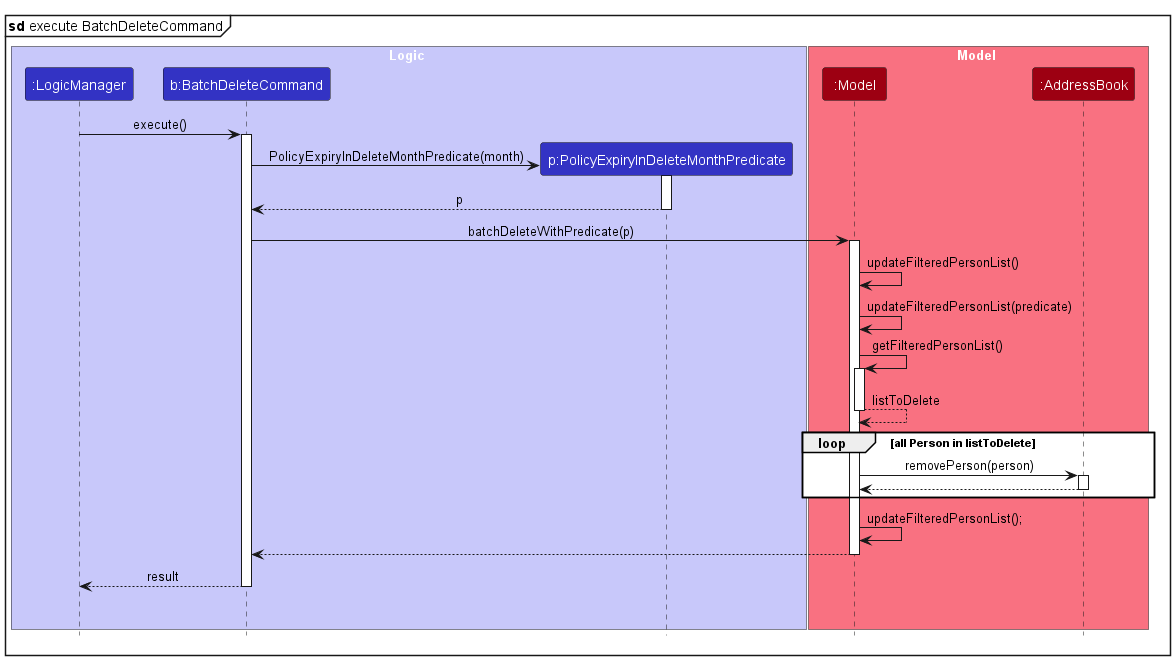 sd execute BatchDeleteCommand
Logic
Model
:LogicManager
b:BatchDeleteCommand
:Model
:AddressBook
execute()
PolicyExpiryInDeleteMonthPredicate(month)
p:PolicyExpiryInDeleteMonthPredicate
p
batchDeleteWithPredicate(p)
updateFilteredPersonList()
updateFilteredPersonList(predicate)
getFilteredPersonList()
listToDelete
loop
[all Person in listToDelete]
removePerson(person)
updateFilteredPersonList();
result